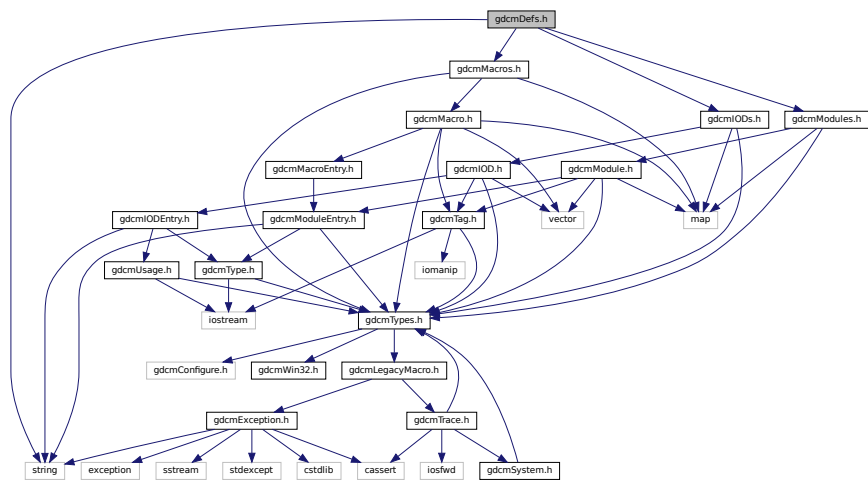 gdcmDefs.h
gdcmMacros.h
gdcmMacro.h
gdcmIODs.h
gdcmModules.h
gdcmMacroEntry.h
gdcmIOD.h
gdcmModule.h
gdcmIODEntry.h
gdcmModuleEntry.h
gdcmTag.h
vector
map
gdcmUsage.h
gdcmType.h
iomanip
iostream
gdcmTypes.h
gdcmConfigure.h
gdcmWin32.h
gdcmLegacyMacro.h
gdcmException.h
gdcmTrace.h
string
exception
sstream
stdexcept
cstdlib
cassert
iosfwd
gdcmSystem.h